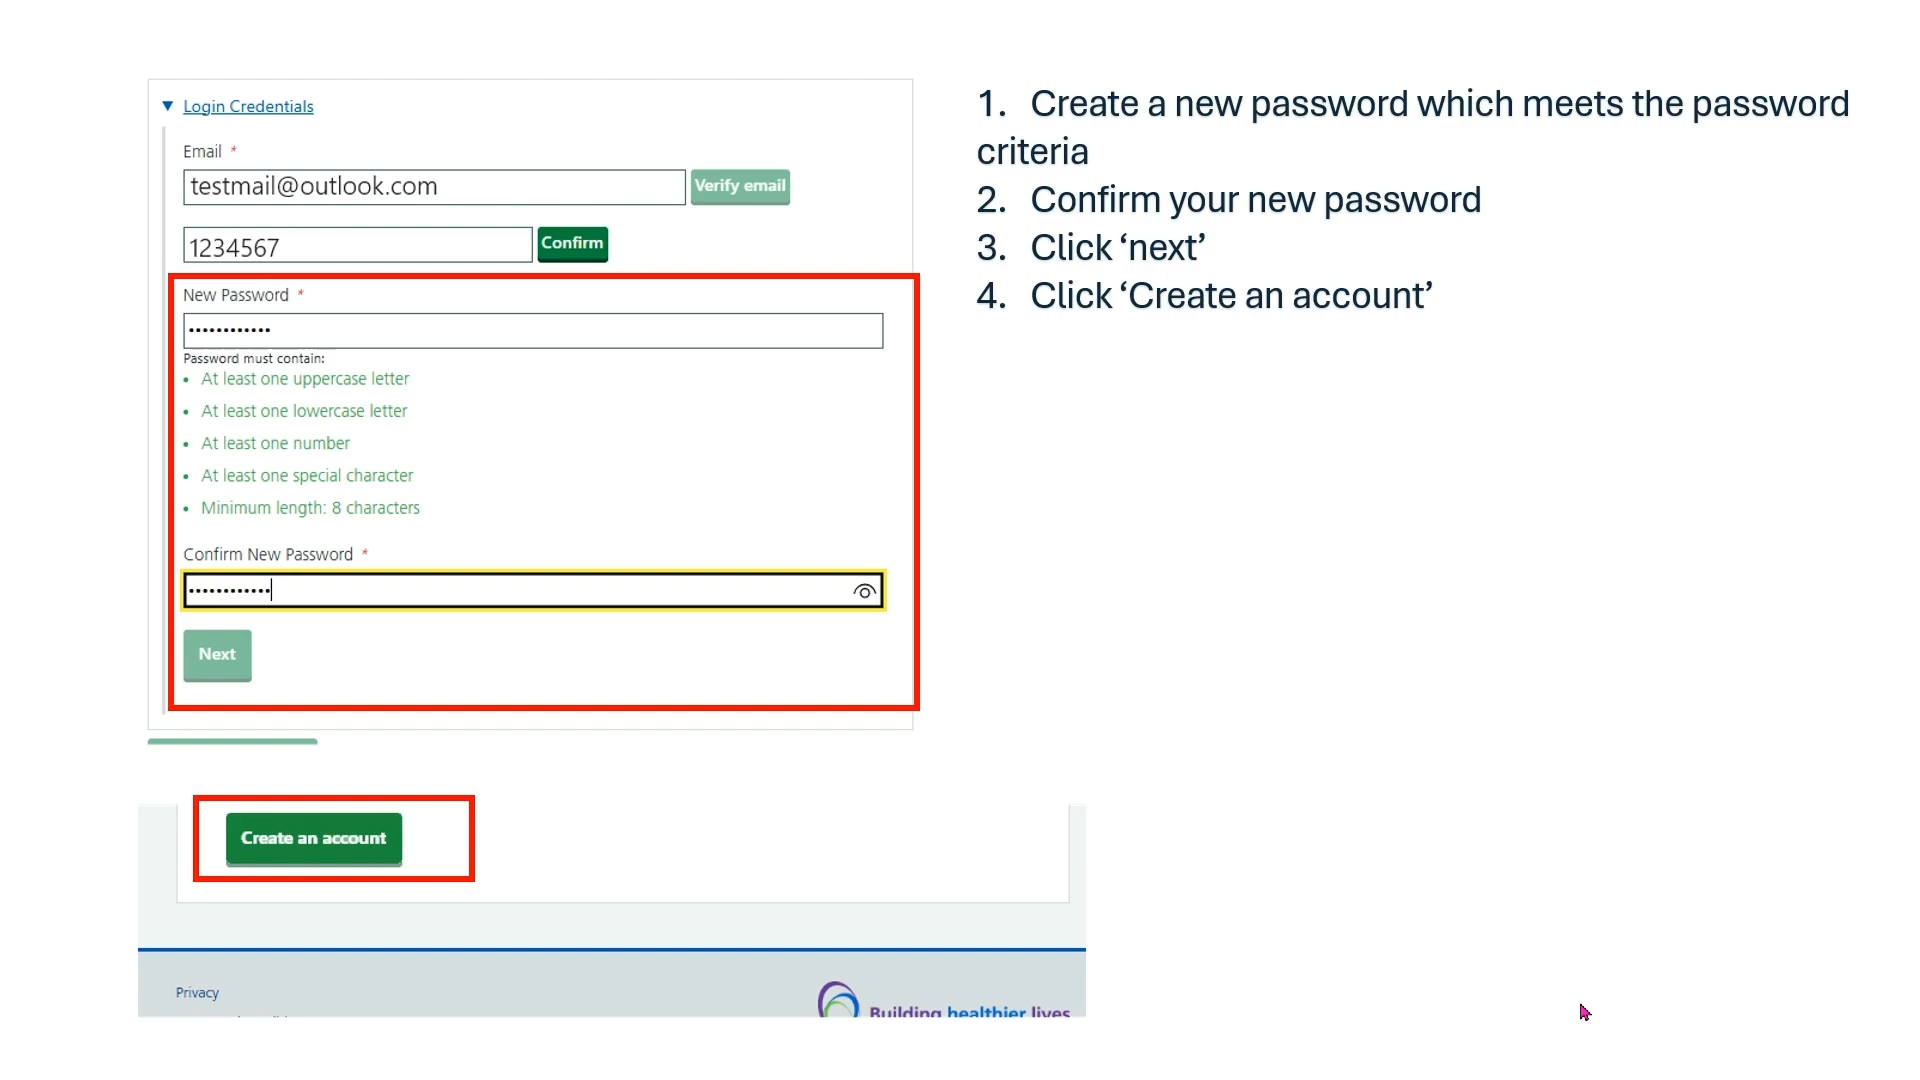 Login Credentials
Email *
testmail@outlook.com
Verify email
1234567
Confirm
New Password *
••••••••••••
Password must contain:
• At least one uppercase letter
• At least one lowercase letter
• At least one number
• At least one special character
• Minimum length: 8 characters
Confirm New Password *
••••••••••••
Next
Create an account
Privacy
Building healthier lives
1. Create a new password which meets the password
criteria
2. Confirm your new password
3. Click ‘next’
4. Click ‘Create an account’